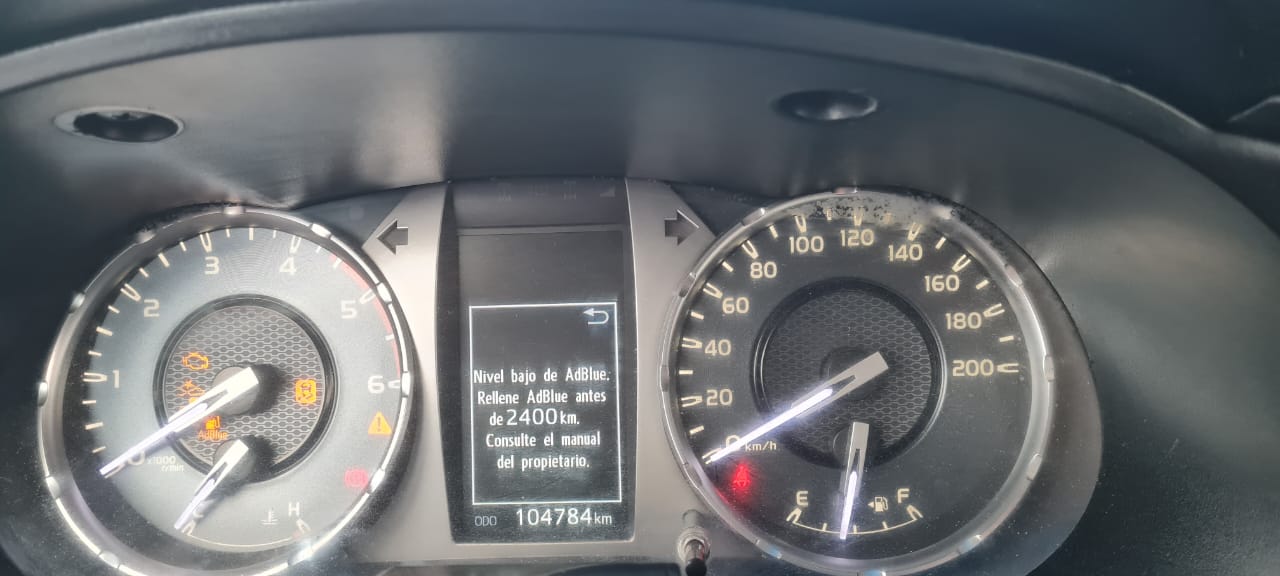 1
2
3
4
5
6
0
x1000
r/min
AdBlue
C
H
Nivel bajo de AdBlue.
Rellene AdBlue antes
de 2400 km.
Consulte el manual
del propietario.
ODO 104784 km
0
20
40
60
80
100
120
140
160
180
200
km/h
E
F